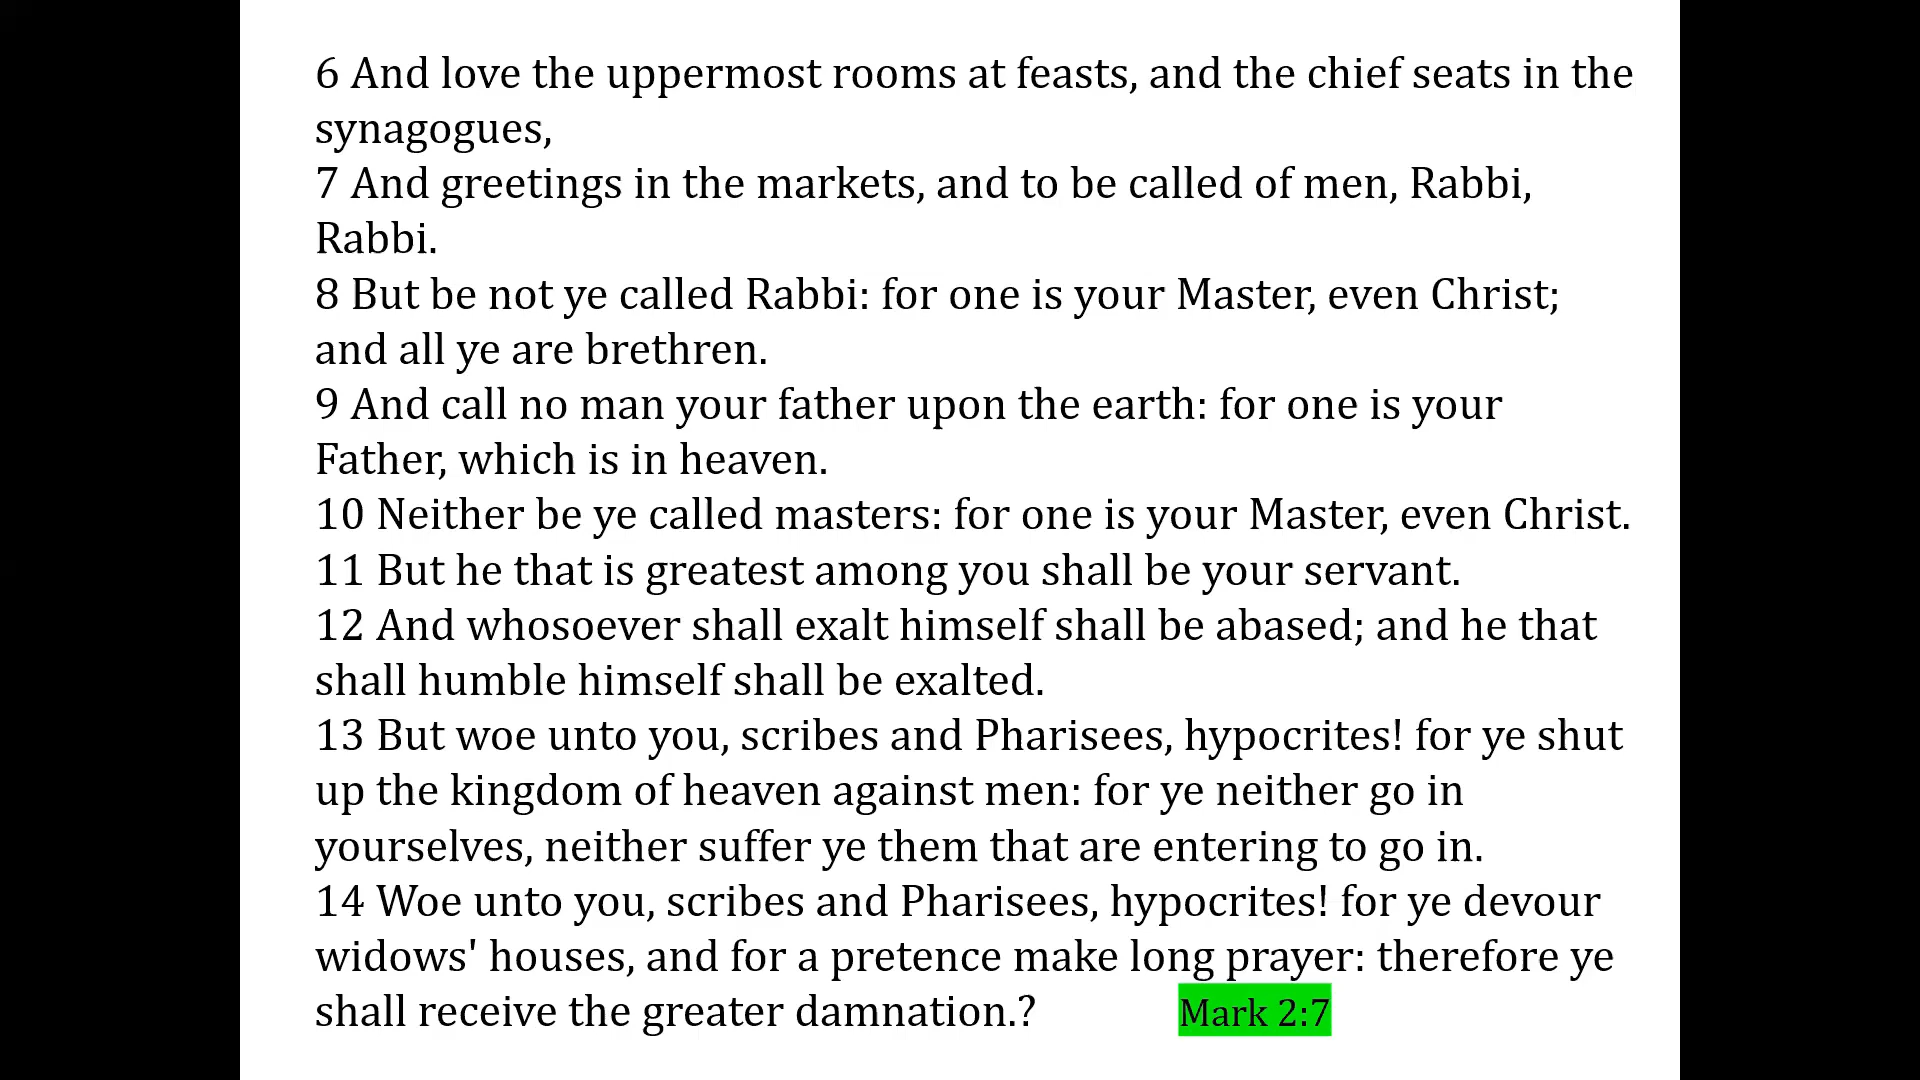 6 And love the uppermost rooms at feasts, and the chief seats in the
synagogues,
7 And greetings in the markets, and to be called of men, Rabbi,
Rabbi.
8 But be not ye called Rabbi: for one is your Master, even Christ;
and all ye are brethren.
9 And call no man your father upon the earth: for one is your
Father, which is in heaven.
10 Neither be ye called masters: for one is your Master, even Christ.
11 But he that is greatest among you shall be your servant.
12 And whosoever shall exalt himself shall be abased; and he that
shall humble himself shall be exalted.
13 But woe unto you, scribes and Pharisees, hypocrites! for ye shut
up the kingdom of heaven against men: for ye neither go in
yourselves, neither suffer ye them that are entering to go in.
14 Woe unto you, scribes and Pharisees, hypocrites! for ye devour
widows' houses, and for a pretence make long prayer: therefore ye
shall receive the greater damnation.? Mark 2:7